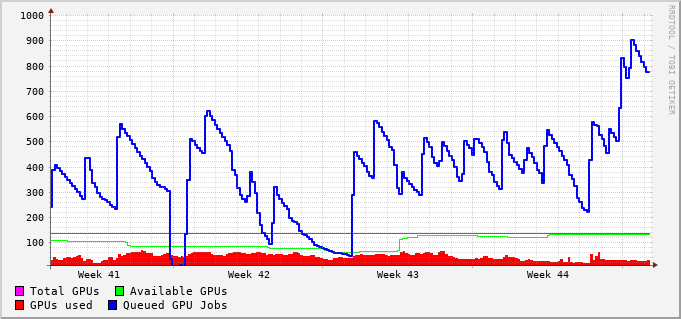 1000
900
800
700
600
500
400
300
200
100
Week 41 Week 42 Week 43 Week 44
Total GPUs Available GPUs
GPUs used Queued GPU Jobs
RRDTOOL / TOBI OETIKER